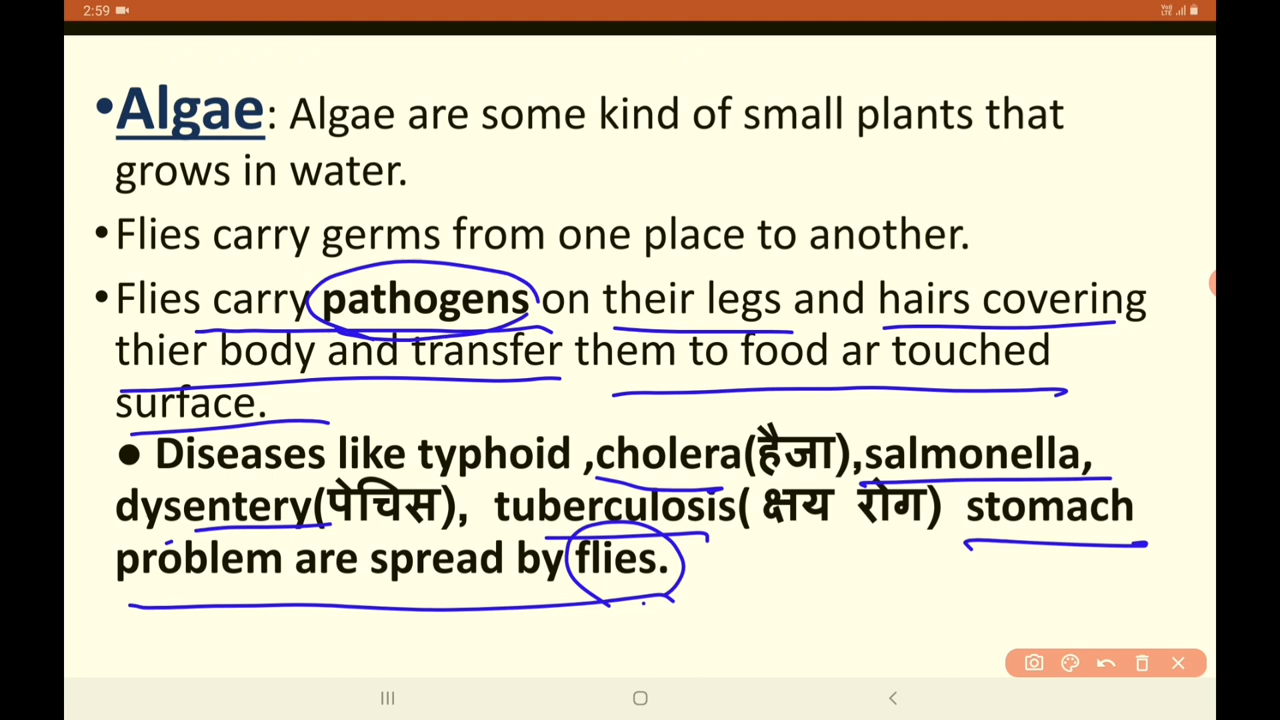 2:59
VoD LTE
•Algae: Algae are some kind of small plants that
grows in water.
•Flies carry germs from one place to another.
•Flies carry pathogens on their legs and hairs covering
thier body and transfer them to food ar touched
surface.
● Diseases like typhoid ,cholera(हैजा),salmonella,
dysentery(पेचिस), tuberculosis( क्षय रोग) stomach
problem are spread by flies.